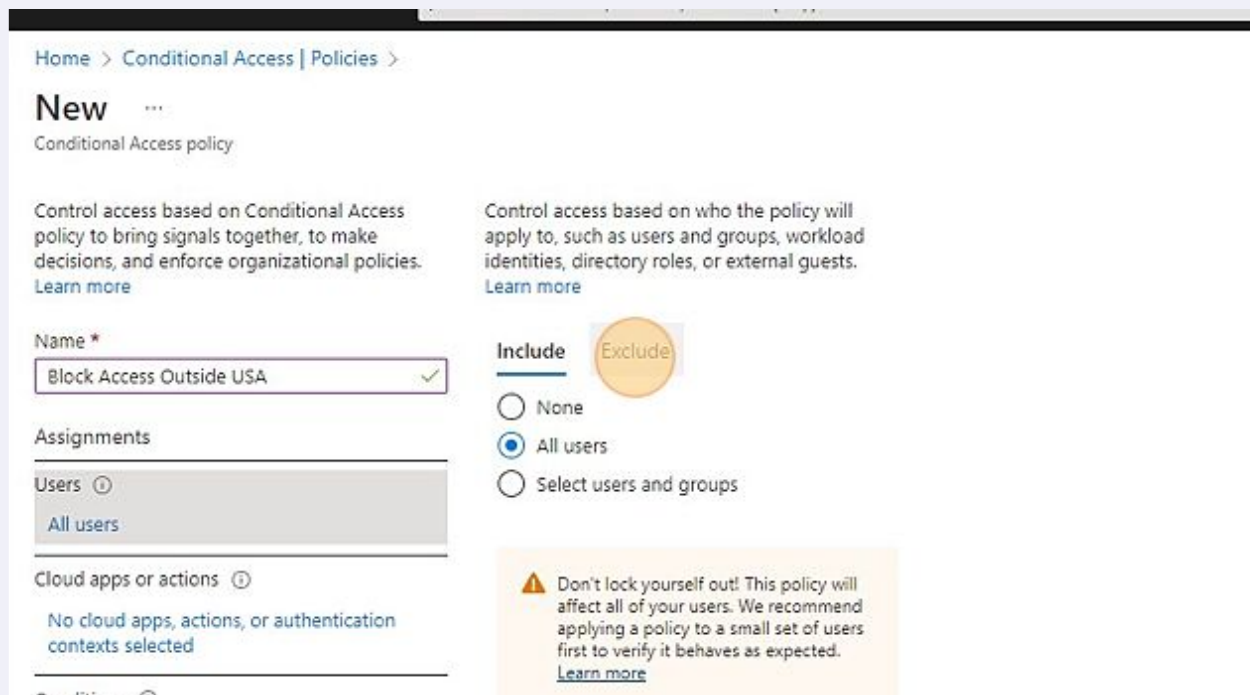 Home > Conditional Access | Policies >
New ...
Conditional Access policy
Control access based on Conditional Access
policy to bring signals together, to make
decisions, and enforce organizational policies.
Learn more
Name *
Block Access Outside USA
Assignments
Users
All users
Cloud apps or actions
No cloud apps, actions, or authentication
contexts selected
Control access based on who the policy will
apply to, such as users and groups, workload
identities, directory roles, or external guests.
Learn more
Include Exclude
None
All users
Select users and groups
Don't lock yourself out! This policy will
affect all of your users. We recommend
applying a policy to a small set of users
first to verify it behaves as expected.
Learn more